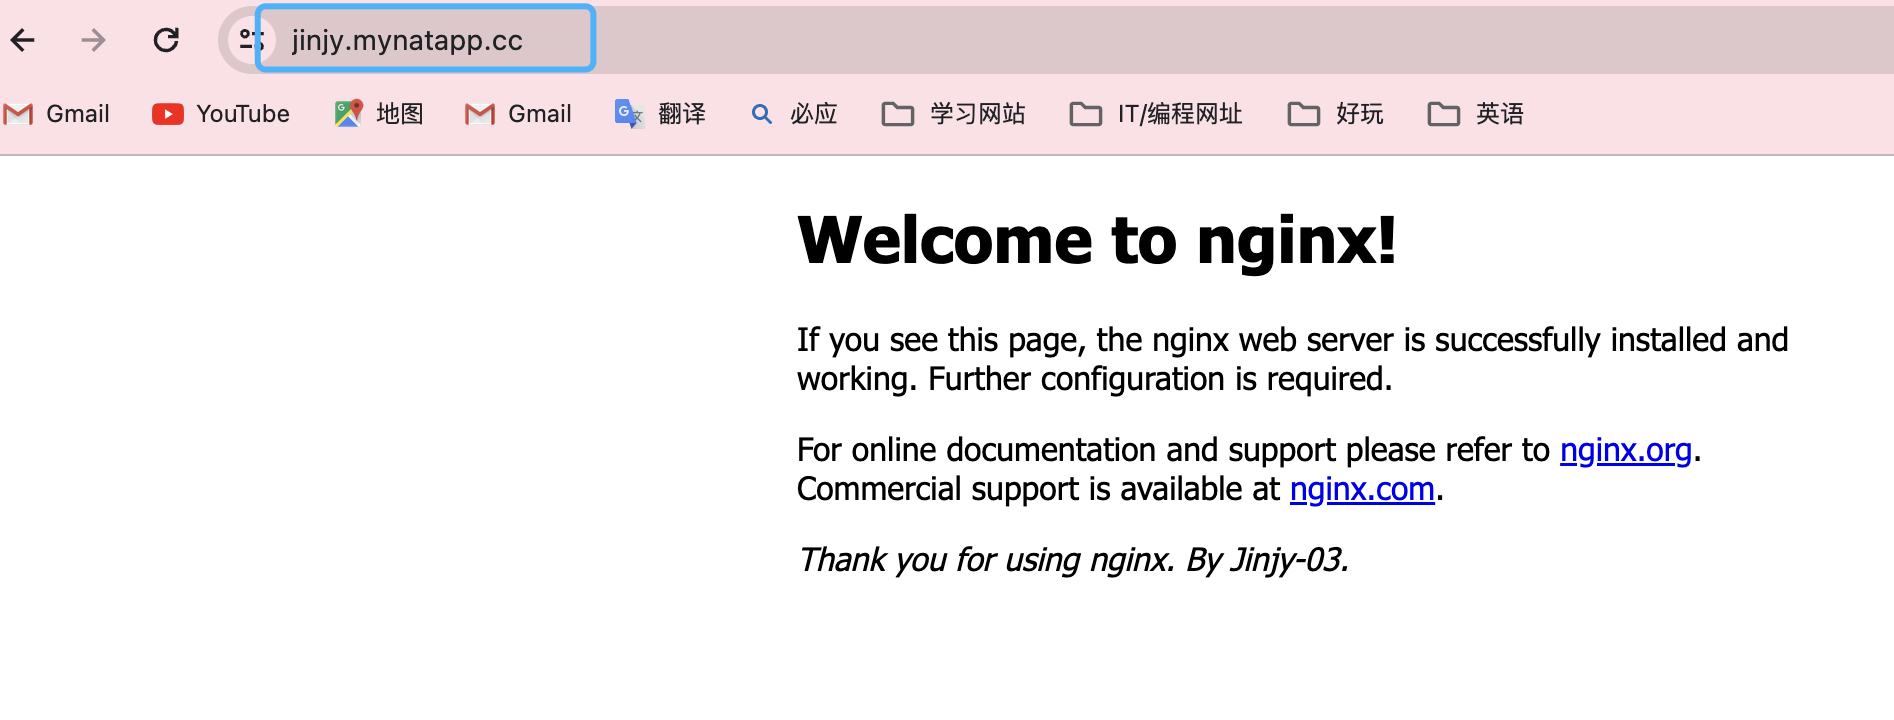 jinjy.mynatapp.cc
Gmail YouTube 地图 Gmail 翻译 必应 学习网站 IT/编程网址 好玩 英语
Welcome to nginx!
If you see this page, the nginx web server is successfully installed and
working. Further configuration is required.
For online documentation and support please refer to nginx.org.
Commercial support is available at nginx.com.
Thank you for using nginx. By Jinjy-03.